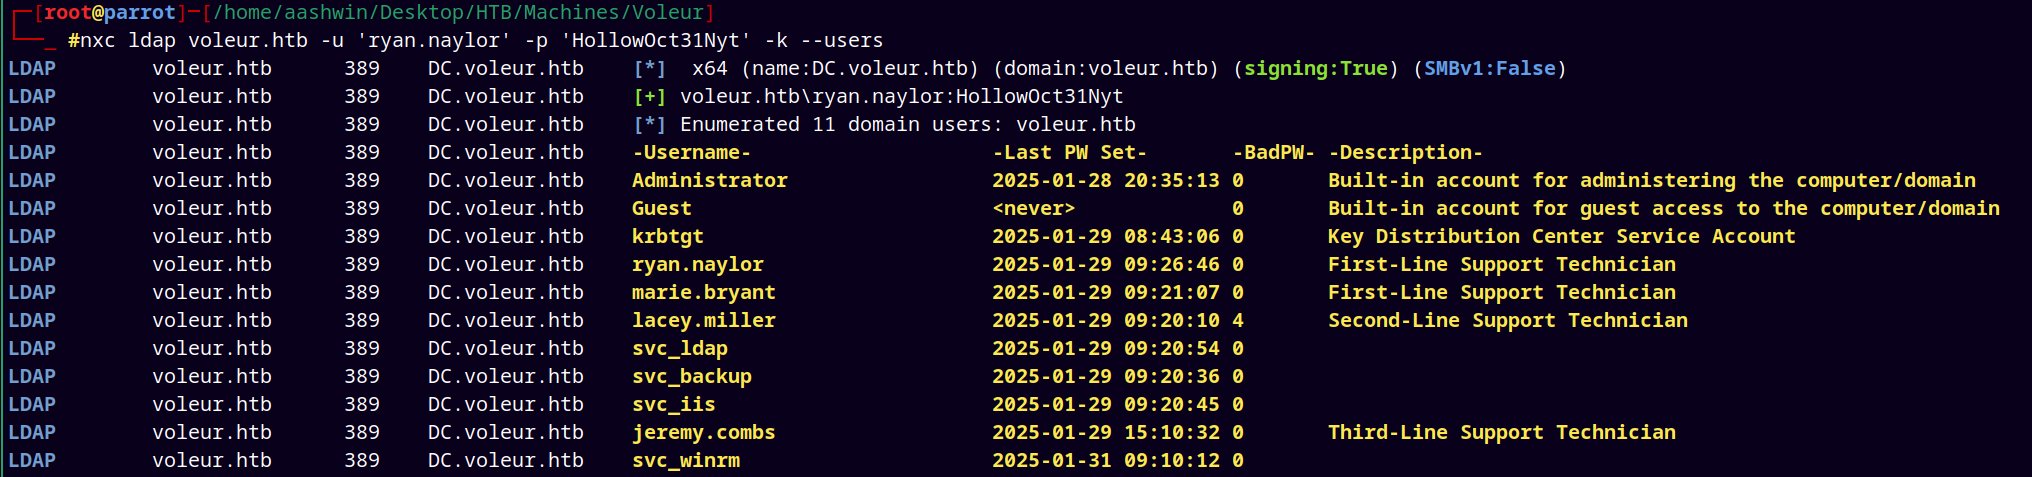 ┌─[root@parrot]─[/home/aashwin/Desktop/HTB/Machines/Voleur]
└──╼ #nxc ldap voleur.htb -u 'ryan.naylor' -p 'HollowOct31Nyt' -k --users
LDAP voleur.htb 389 DC.voleur.htb [*] x64 (name:DC.voleur.htb) (domain:voleur.htb) (signing:True) (SMBv1:False)
LDAP voleur.htb 389 DC.voleur.htb [+] voleur.htb\ryan.naylor:HollowOct31Nyt
LDAP voleur.htb 389 DC.voleur.htb [*] Enumerated 11 domain users: voleur.htb
LDAP voleur.htb 389 DC.voleur.htb -Username- -Last PW Set- -BadPW- -Description-
LDAP voleur.htb 389 DC.voleur.htb Administrator 2025-01-28 20:35:13 0 Built-in account for administering the computer/domain
LDAP voleur.htb 389 DC.voleur.htb Guest <never> 0 Built-in account for guest access to the computer/domain
LDAP voleur.htb 389 DC.voleur.htb krbtgt 2025-01-29 08:43:06 0 Key Distribution Center Service Account
LDAP voleur.htb 389 DC.voleur.htb ryan.naylor 2025-01-29 09:26:46 0 First-Line Support Technician
LDAP voleur.htb 389 DC.voleur.htb marie.bryant 2025-01-29 09:21:07 0 First-Line Support Technician
LDAP voleur.htb 389 DC.voleur.htb lacey.miller 2025-01-29 09:20:10 4 Second-Line Support Technician
LDAP voleur.htb 389 DC.voleur.htb svc_ldap 2025-01-29 09:20:54 0
LDAP voleur.htb 389 DC.voleur.htb svc_backup 2025-01-29 09:20:36 0
LDAP voleur.htb 389 DC.voleur.htb svc_iis 2025-01-29 09:20:45 0
LDAP voleur.htb 389 DC.voleur.htb jeremy.combs 2025-01-29 15:10:32 0 Third-Line Support Technician
LDAP voleur.htb 389 DC.voleur.htb svc_winrm 2025-01-31 09:10:12 0